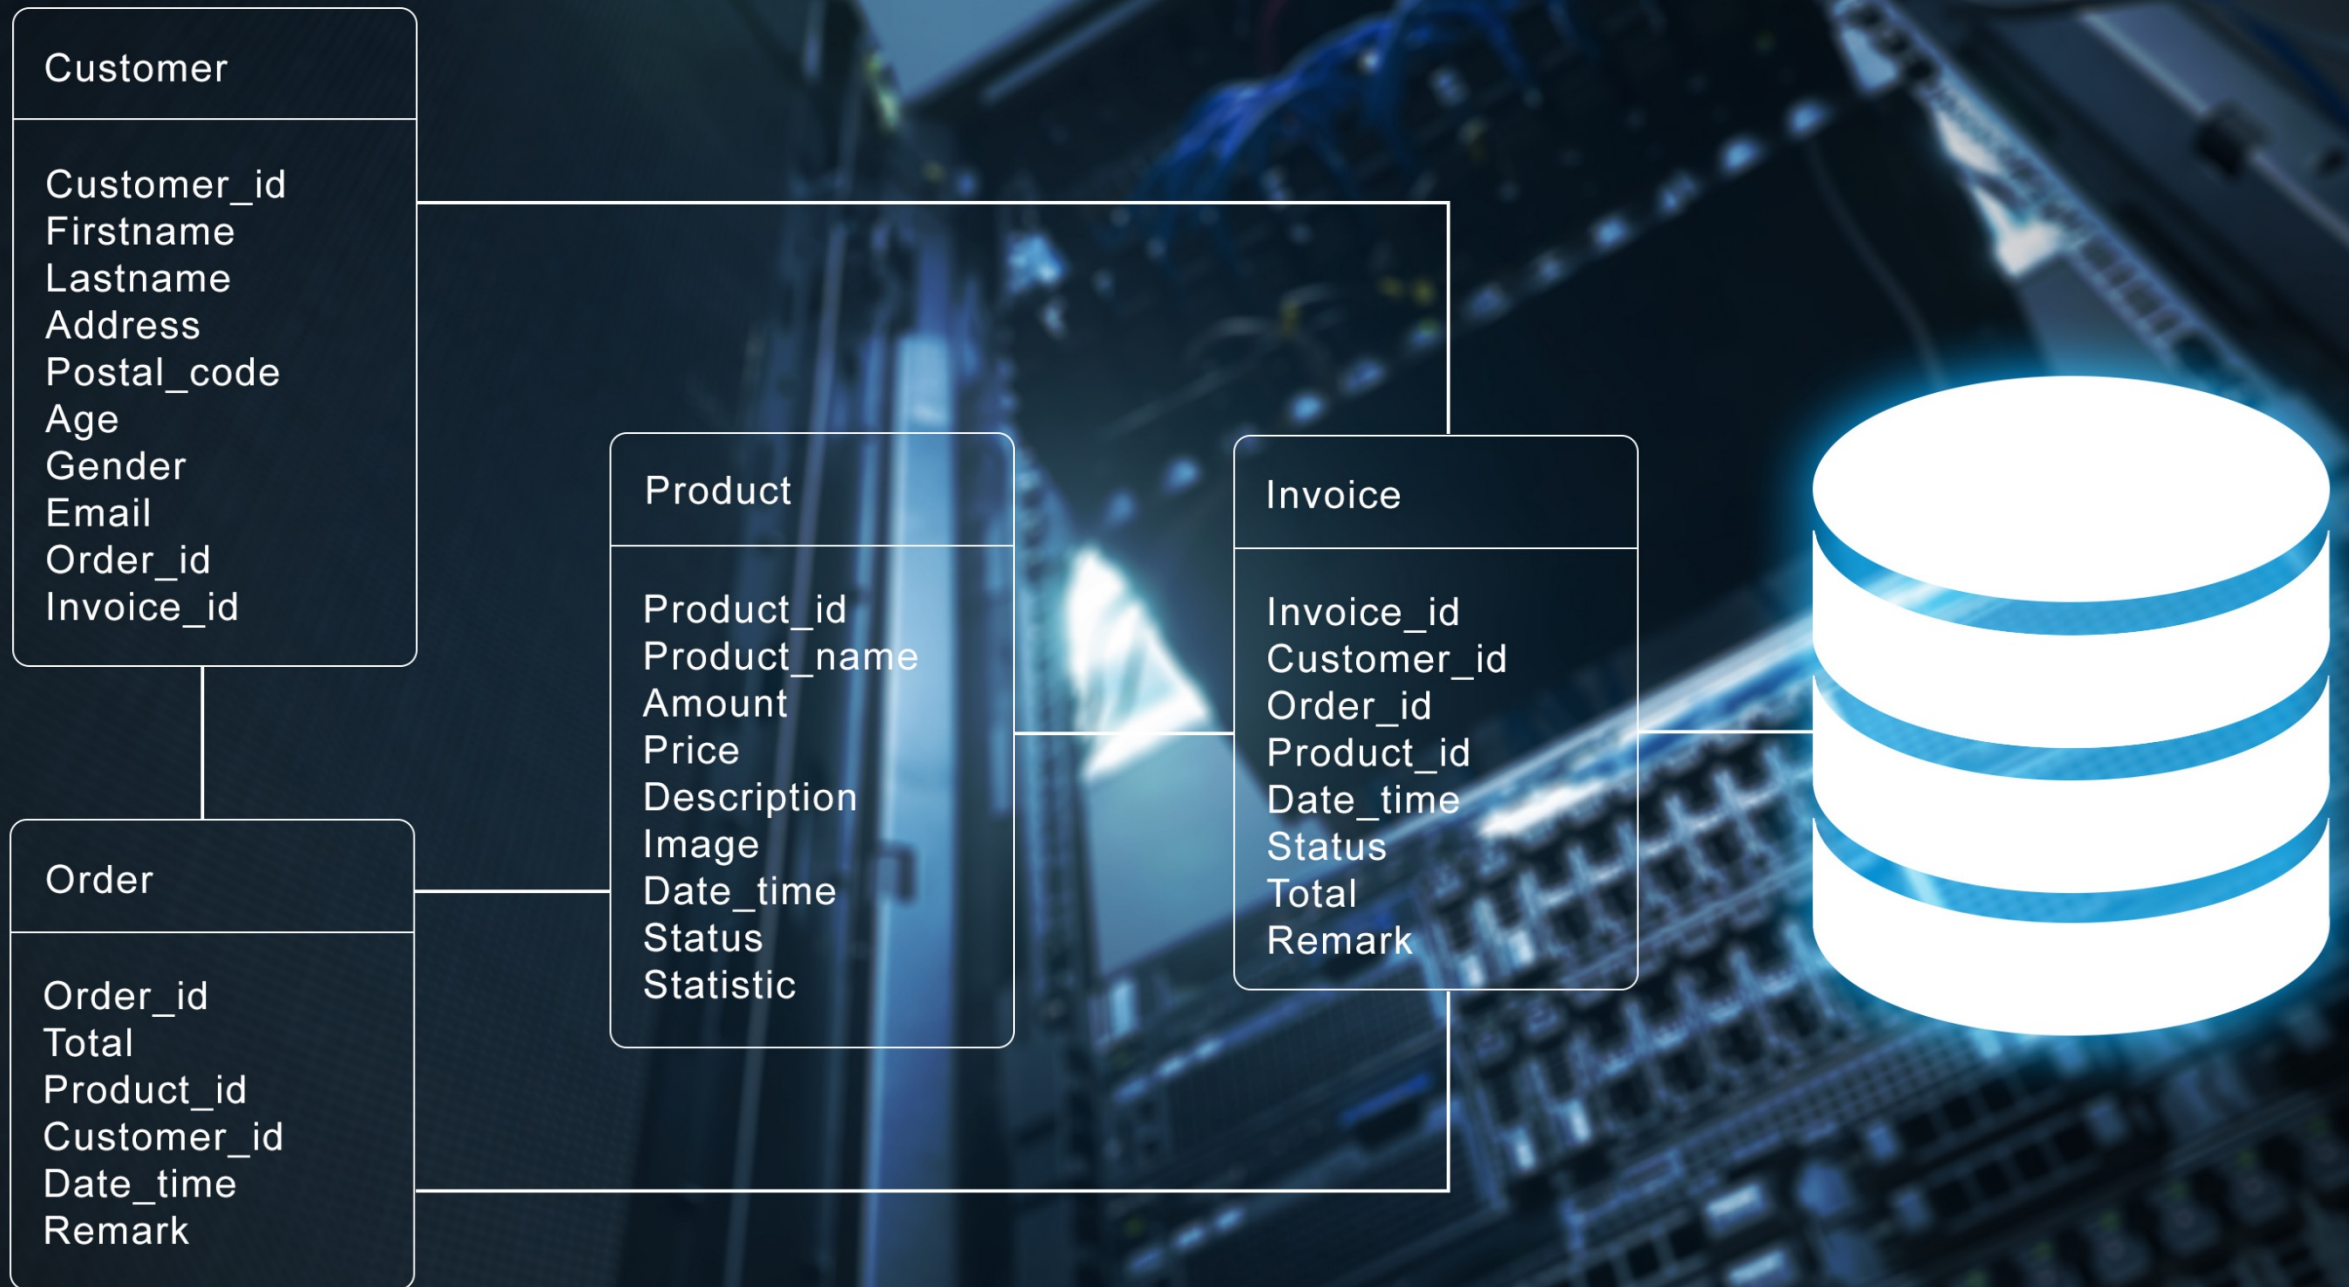 Customer
Customer_id
Firstname
Lastname
Address
Postal_code
Age
Gender
Email
Order_id
Invoice_id
Order
Order_id
Total
Product_id
Customer_id
Date_time
Remark
Product
Product_id
Product_name
Amount
Price
Description
Image
Date_time
Status
Statistic
Invoice
Invoice_id
Customer_id
Order_id
Product_id
Date_time
Status
Total
Remark